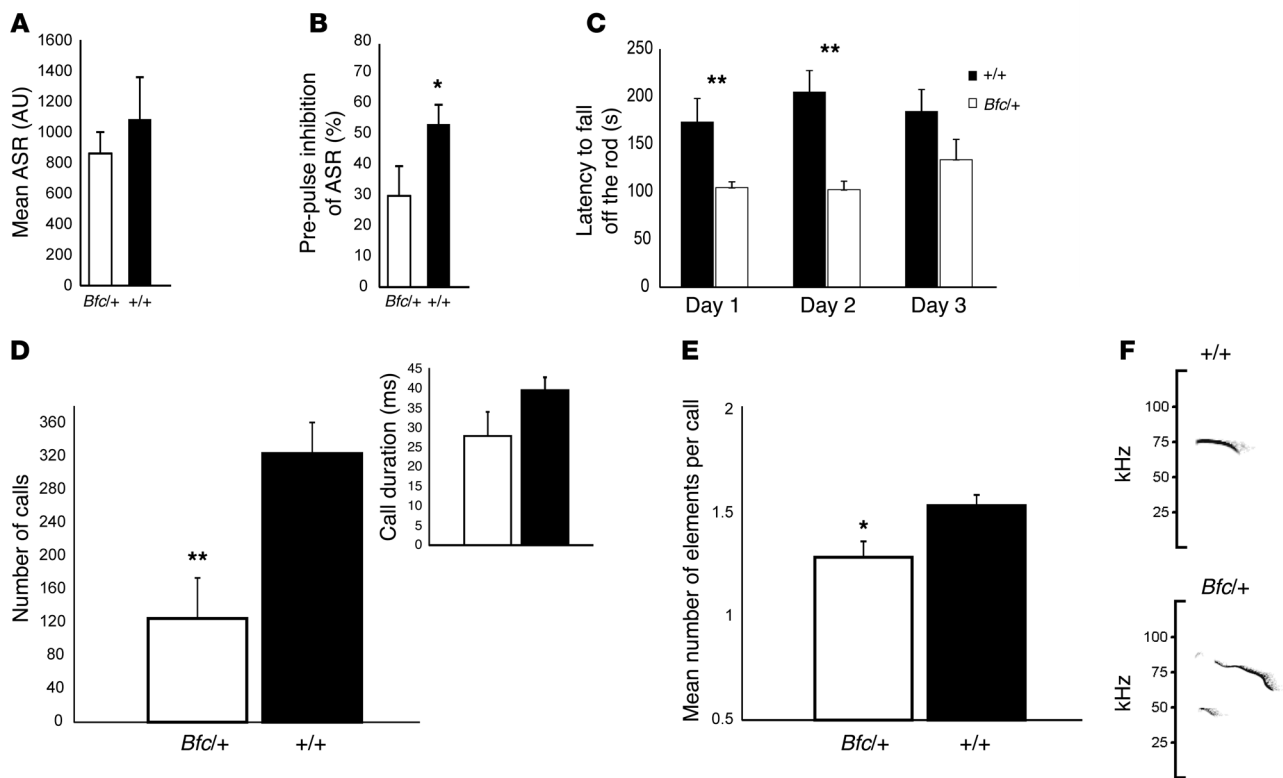 A
Mean ASR (AU)
1600
1400
1200
1000
800
600
400
200
0
Bfc/+ +/+
B
Pre-pulse inhibition
of ASR (%)
80
70
60
50
40
30
20
10
0
*
Bfc/+ +/+
C
Latency to fall
off the rod (s)
250
200
150
100
50
0
**
**
+/+
Bfc/+
Day 1 Day 2 Day 3
D
Number of calls
360
320
280
240
200
160
120
80
40
0
**
Bfc/+ +/+
Call duration (ms)
45
40
35
30
25
20
15
10
5
0
E
Mean number of elements per call
2
1.5
1
0.5
*
Bfc/+ +/+
F
+/+
kHz
100
75
50
25
Bfc/+
kHz
100
75
50
25